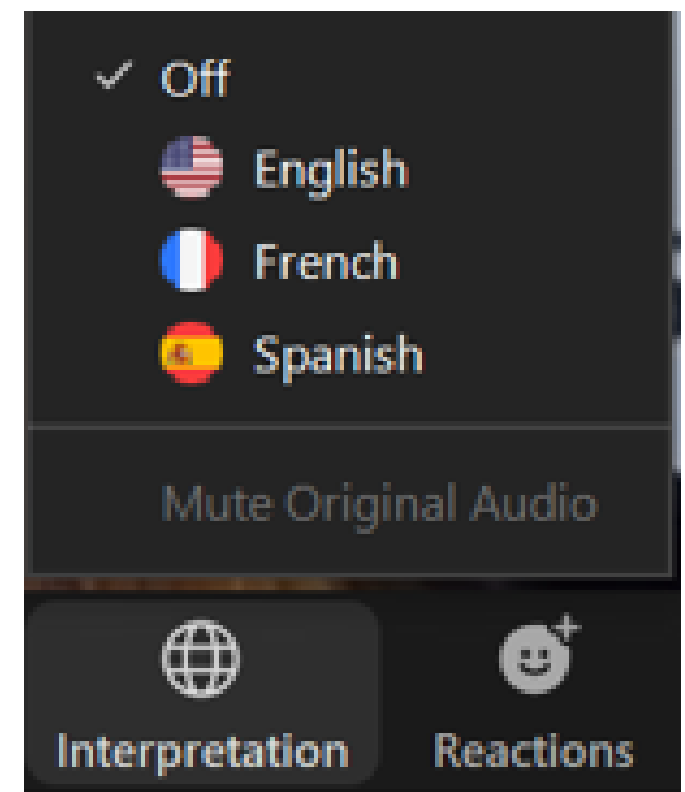 Off
English
French
Spanish
Mute Original Audio
Interpretation
Reactions